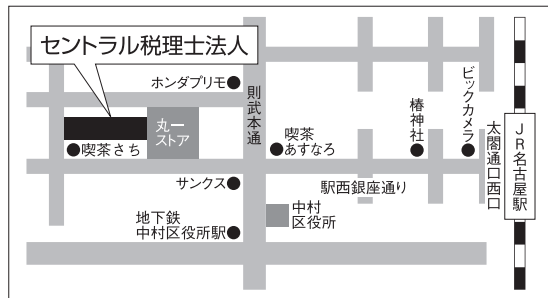 セントラル税理士法人
ホンダプリモ
則武本通
丸一
ストア
喫茶さち
喫茶
あすなろ
椿神社
ビックカメラ
太閤通口西口
JR名古屋駅
サンクス
駅西銀座通り
中村
区役所
地下鉄
中村区役所駅